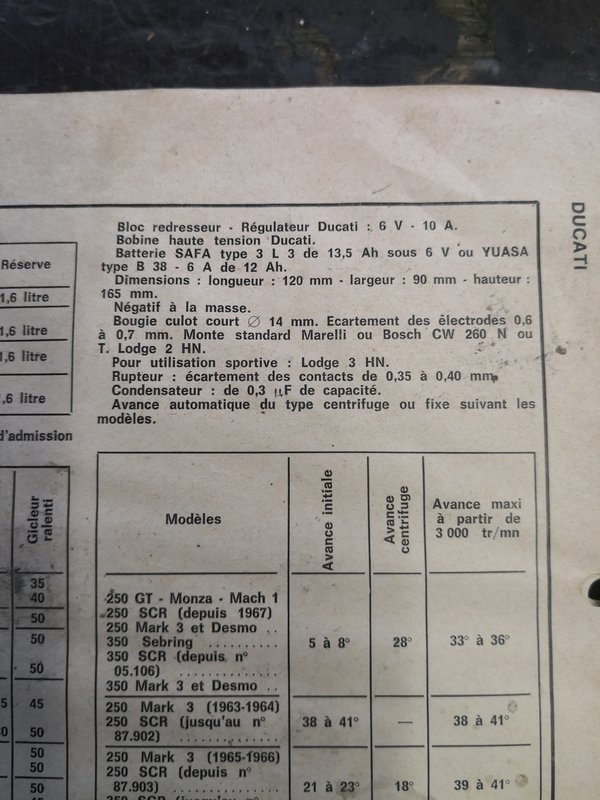 DUCATI
Bloc redresseur - Régulateur Ducati : 6 V - 10 A.
Bobine haute tension Ducati.
Batterie SAFA type 3 L 3 de 13,5 Ah sous 6 V ou YUASA
type B 38 - 6 A de 12 Ah.
Dimensions : longueur : 120 mm - largeur : 90 mm - hauteur :
165 mm.
Négatif à la masse.
Bougie culot court ∅ 14 mm. Ecartement des électrodes 0,6
à 0,7 mm. Monte standard Marelli ou Bosch CW 260 N ou
T. Lodge 2 HN.
Pour utilisation sportive : Lodge 3 HN.
Rupteur : écartement des contacts de 0,35 à 0,40 mm.
Condensateur : de 0,3 µF de capacité.
Avance automatique du type centrifuge ou fixe suivant les
modèles.
Réserve
1,6 litre
1,6 litre
1,6 litre
1,6 litre
d'admission
Gicleur
ralenti
35
40
50
50
50
45
50
50
50
50
Modèles
Avance initiale
Avance
centrifuge
Avance maxi
à partir de
3 000 tr/mn
250 GT - Monza - Mach 1
250 SCR (depuis 1967)
250 Mark 3 et Desmo ..
350 Sebring ..........
350 SCR (depuis n°
05.106) ..............
350 Mark 3 et Desmo ..
5 à 8°
28°
33° à 36°
250 Mark 3 (1963-1964)
250 SCR (jusqu'au n°
87.902) ..............
38 à 41°
—
38 à 41°
250 Mark 3 (1965-1966)
250 SCR (depuis n°
87.903) ..............
21 à 23°
18°
39 à 41°